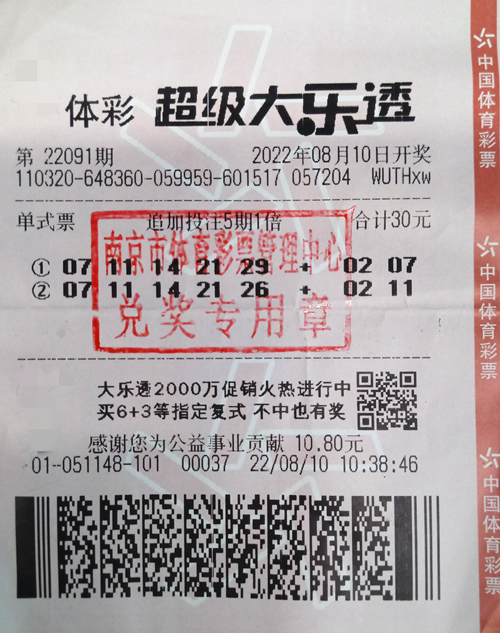 体彩 超级大乐透
第 22091期 2022年08月10日开奖
110320-648360-059959-601517 057204 WUTHxw
单式票 追加投注5期1倍 合计30元
南京市体育彩票管理中心
① 07 11 14 21 29 + 02 07
② 07 11 14 21 26 + 02 11
兑奖专用章
大乐透2000万促销火热进行中
买6+3等指定复式 不中也有奖
感谢您为公益事业贡献 10.80元
01-051148-101 00037 22/08/10 10:38:46
中国体育彩票
中国体育彩票
中国体育彩票